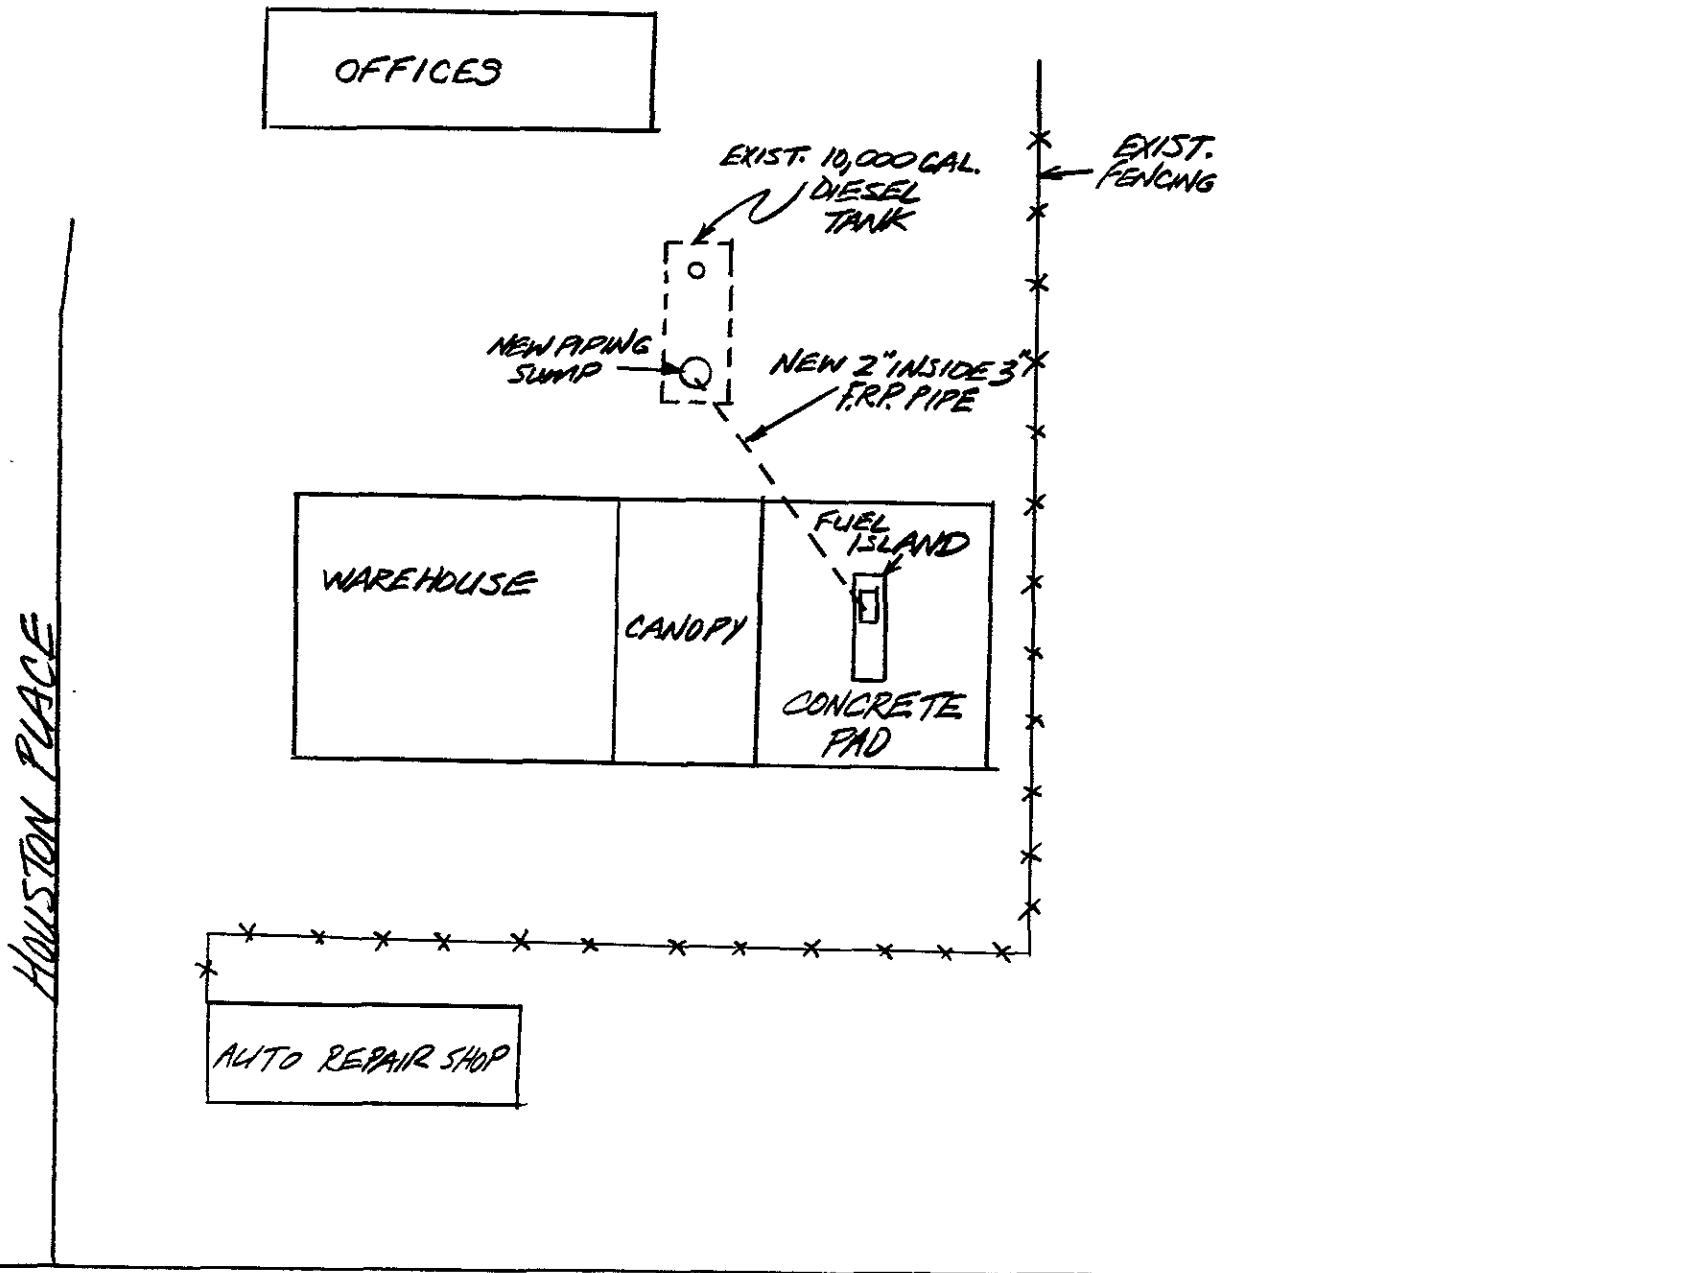 OFFICES
EXIST. 10,000 GAL.
DIESEL
TANK
EXIST.
FENCING
NEW PIPING
SUMP
NEW 2" INSIDE 3"
F.R.P. PIPE
FUEL
ISLAND
WAREHOUSE
CANOPY
CONCRETE
PAD
HOUSTON PLACE
AUTO REPAIR SHOP